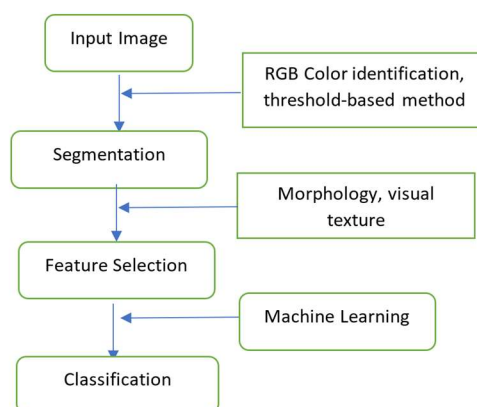 Input Image
RGB Color identification,
threshold-based method
Segmentation
Morphology, visual
texture
Feature Selection
Machine Learning
Classification